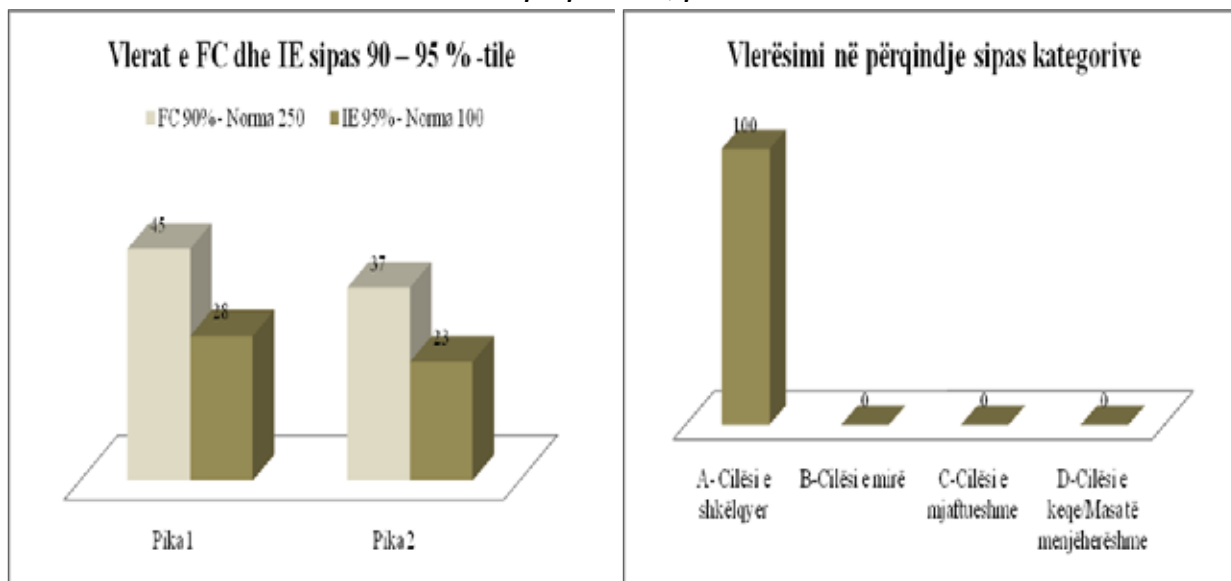 Vlerat e FC dhe IE sipas 90 – 95 % -tile
FC 90% - Norma 250 IE 95% - Norma 100
45
28
37
23
Pika 1 Pika 2
Vlerësimi në përqindje sipas kategorive
100
0 0 0
A- Cilësi e shkëlqyer
B-Cilësi e mirë
C-Cilësi e mjaftueshme
D-Cilësi e keqe/Masa të menjëherëshme